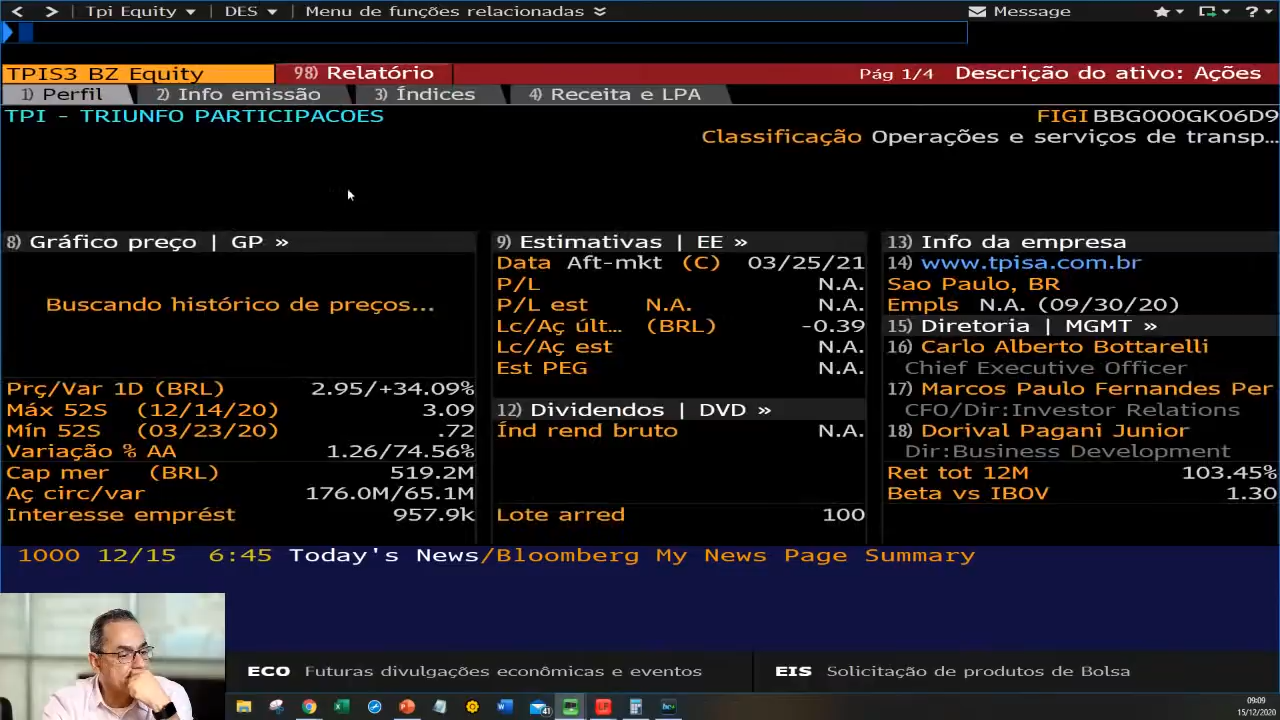 Tpi Equity DES Menu de funções relacionadas Message ?
TPIS3 BZ Equity 98) Relatório Pág 1/4 Descrição do ativo: Ações
1) Perfil 2) Info emissão 3) Índices 4) Receita e LPA
TPI - TRIUNFO PARTICIPACOES FIGI BBG000GK06D9
Classificação Operações e serviços de transp...
8) Gráfico preço | GP »
Buscando histórico de preços...
Prç/Var 1D (BRL) 2.95/+34.09%
Máx 52S (12/14/20) 3.09
Mín 52S (03/23/20) .72
Variação % AA 1.26/74.56%
Cap mer (BRL) 519.2M
Aç circ/var 176.0M/65.1M
Interesse emprést 957.9k
9) Estimativas | EE »
Data Aft-mkt (C) 03/25/21
P/L N.A.
P/L est N.A. N.A.
Lc/Aç últ... (BRL) -0.39
Lc/Aç est N.A.
Est PEG N.A.
12) Dividendos | DVD »
Índ rend bruto N.A.
Lote arred 100
13) Info da empresa
14) www.tpisa.com.br
Sao Paulo, BR
Empls N.A. (09/30/20)
15) Diretoria | MGMT »
16) Carlo Alberto Bottarelli
Chief Executive Officer
17) Marcos Paulo Fernandes Per
CFO/Dir:Investor Relations
18) Dorival Pagani Junior
Dir:Business Development
Ret tot 12M 103.45%
Beta vs IBOV 1.30
1000 12/15 6:45 Today's News/Bloomberg My News Page Summary
ECO Futuras divulgações econômicas e eventos EIS Solicitação de produtos de Bolsa
09:09
15/12/2020